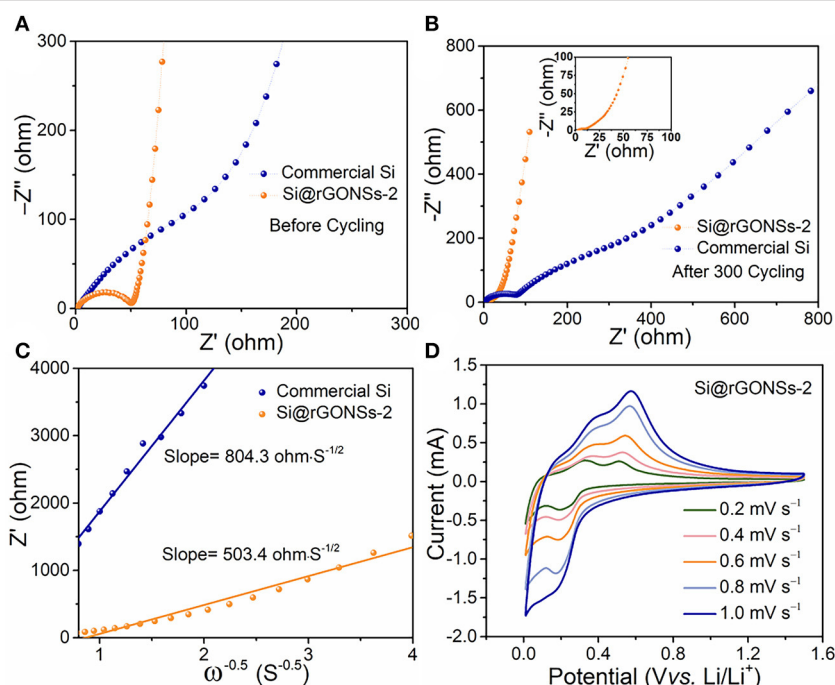 A
300
200
100
0
−Z" (ohm)
Commercial Si
Si@rGONSs-2
Before Cycling
0 100 200 300
Z' (ohm)
B
800
600
400
200
0
-Z" (ohm)
100
75
50
25
0
-Z" (ohm)
0 25 50 75 100
Z' (ohm)
Si@rGONSs-2
Commercial Si
After 300 Cycling
0 200 400 600 800
Z' (ohm)
C
4000
3000
2000
1000
0
Z' (ohm)
Commercial Si
Si@rGONSs-2
Slope= 804.3 ohm·S⁻¹/²
Slope= 503.4 ohm·S⁻¹/²
1 2 3 4
ω⁻⁰·⁵ (S⁻⁰·⁵)
D
1.5
1.0
0.5
0.0
-0.5
-1.0
-1.5
-2.0
Current (mA)
Si@rGONSs-2
0.2 mV s⁻¹
0.4 mV s⁻¹
0.6 mV s⁻¹
0.8 mV s⁻¹
1.0 mV s⁻¹
0.0 0.4 0.8 1.2 1.6
Potential (Vvs. Li/Li⁺)